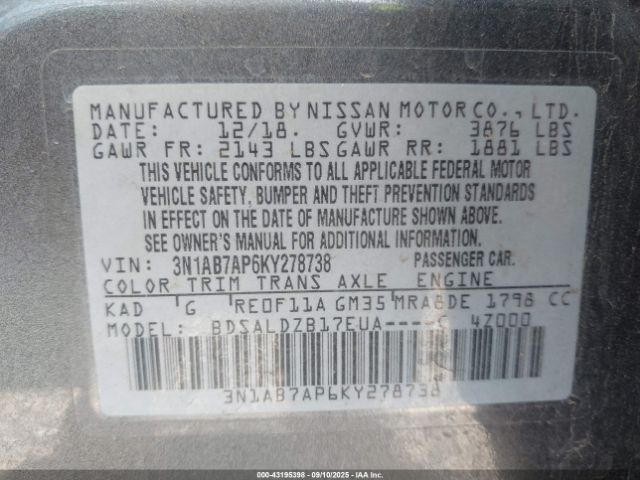 MANUFACTURED BY NISSAN MOTOR CO., LTD.
DATE: 12/18. GVWR: 3876 LBS
GAWR FR: 2143 LBS GAWR RR: 1881 LBS
THIS VEHICLE CONFORMS TO ALL APPLICABLE FEDERAL MOTOR
VEHICLE SAFETY, BUMPER AND THEFT PREVENTION STANDARDS
IN EFFECT ON THE DATE OF MANUFACTURE SHOWN ABOVE.
SEE OWNER'S MANUAL FOR ADDITIONAL INFORMATION.
VIN: 3N1AB7AP6KY278738 PASSENGER CAR.
COLOR TRIM TRANS AXLE ENGINE
KAD G RE0F11A GM35 MRA8DE 1798 CC
MODEL: BDSALDZB17EUA----C 4Z000
3N1AB7AP6KY278738
000-43195398 - 09/10/2025 - IAA, Inc.